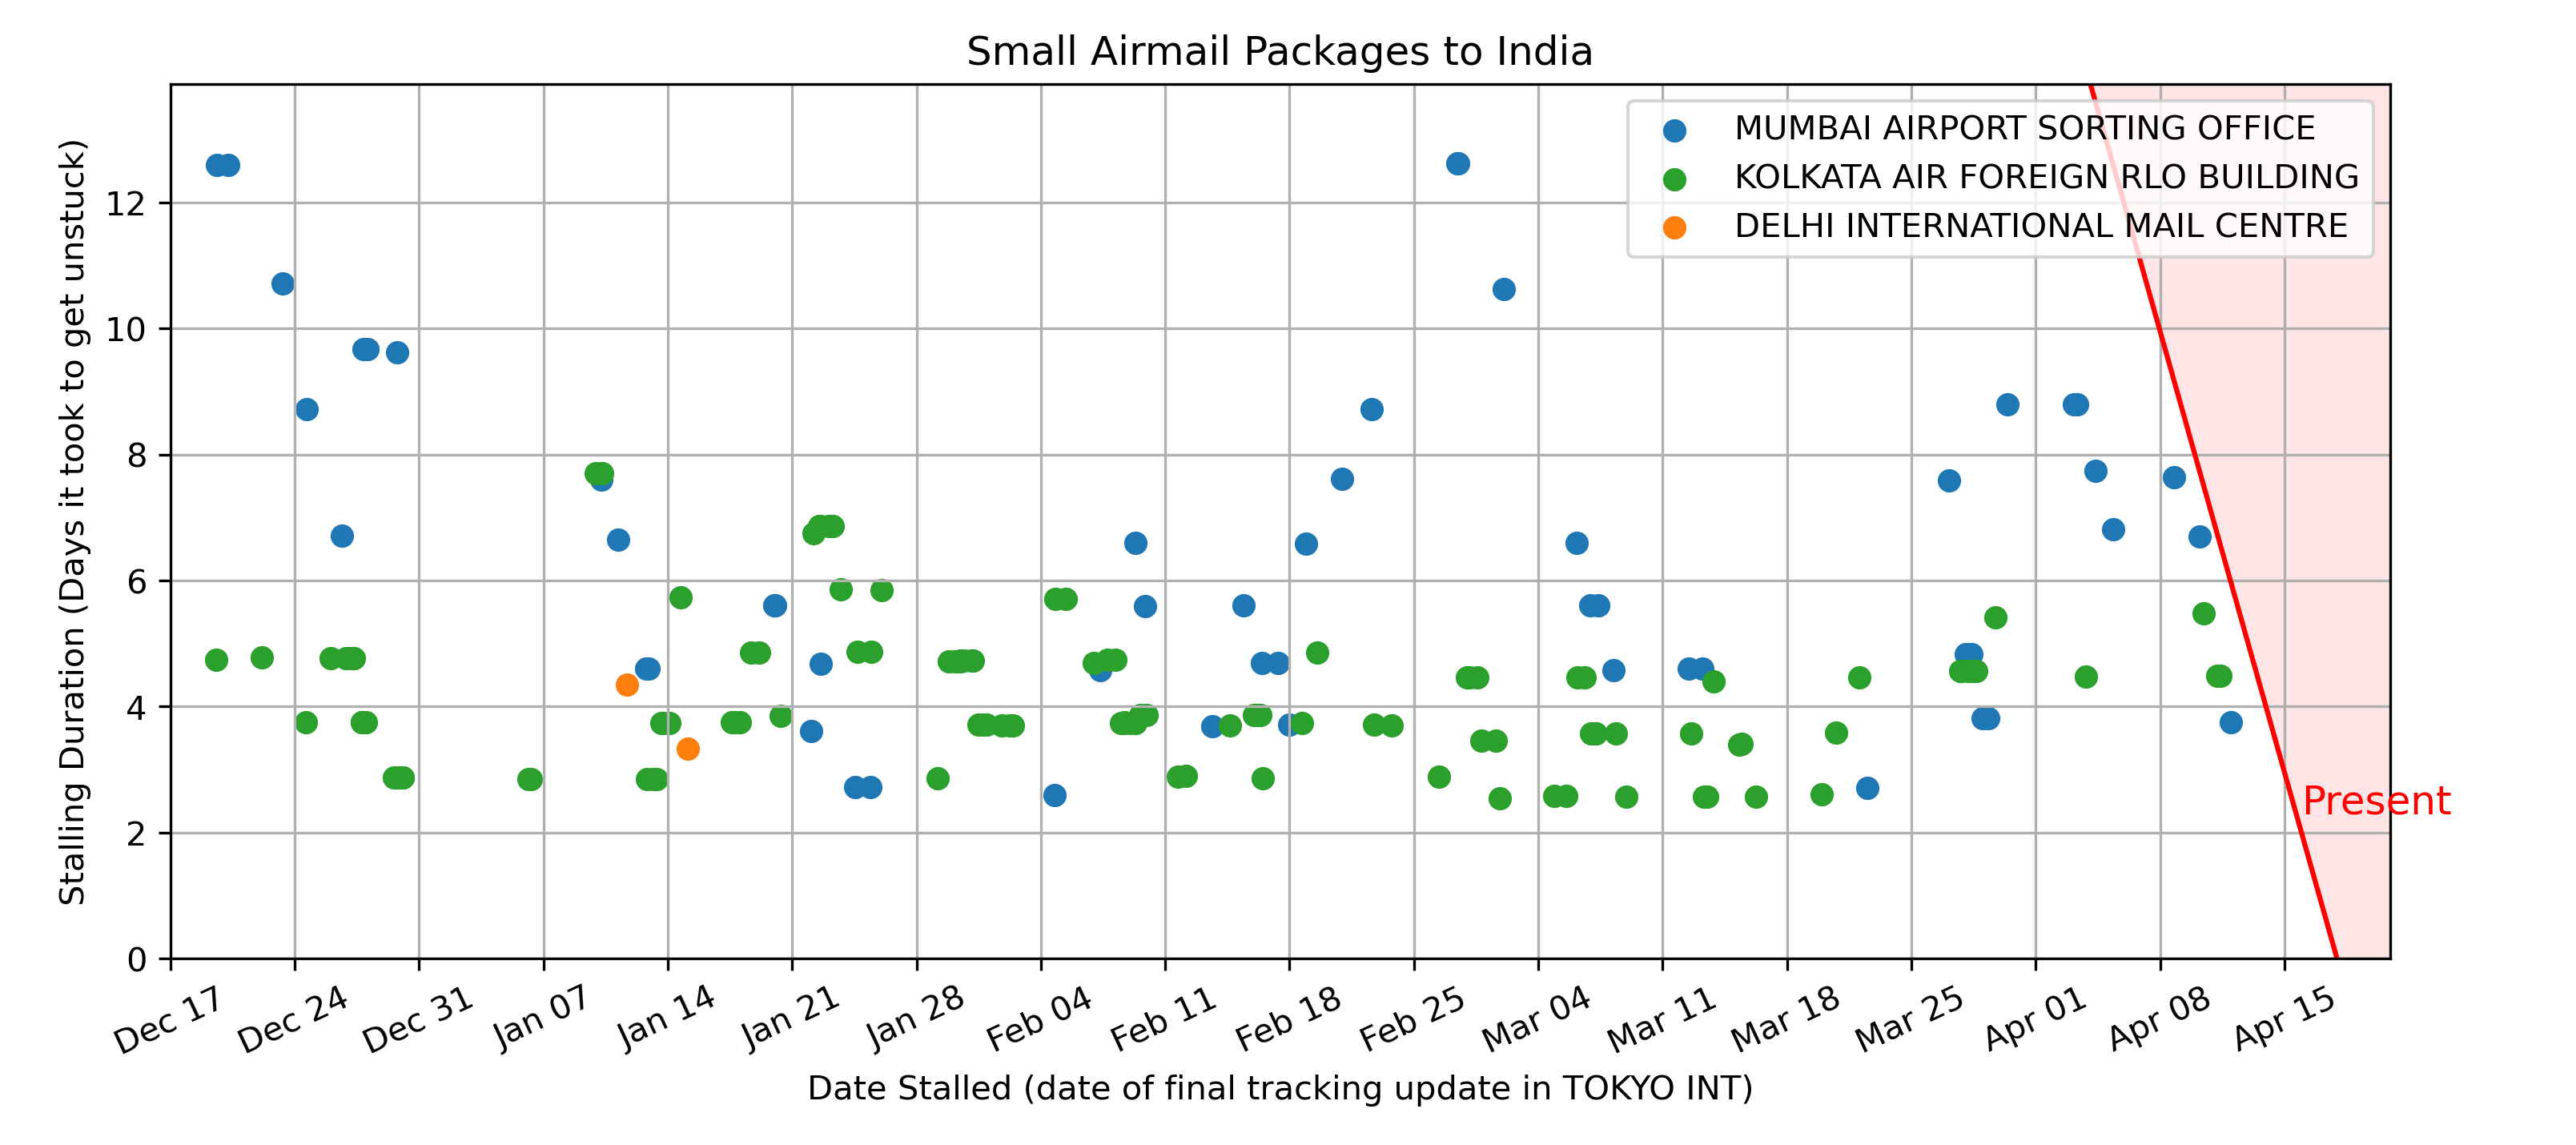 Small Airmail Packages to India
MUMBAI AIRPORT SORTING OFFICE
KOLKATA AIR FOREIGN RLO BUILDING
DELHI INTERNATIONAL MAIL CENTRE
Stalling Duration (Days it took to get unstuck)
12
10
8
6
4
2
0
Present
Dec 17 Dec 24 Dec 31 Jan 07 Jan 14 Jan 21 Jan 28 Feb 04 Feb 11 Feb 18 Feb 25 Mar 04 Mar 11 Mar 18 Mar 25 Apr 01 Apr 08 Apr 15
Date Stalled (date of final tracking update in TOKYO INT)